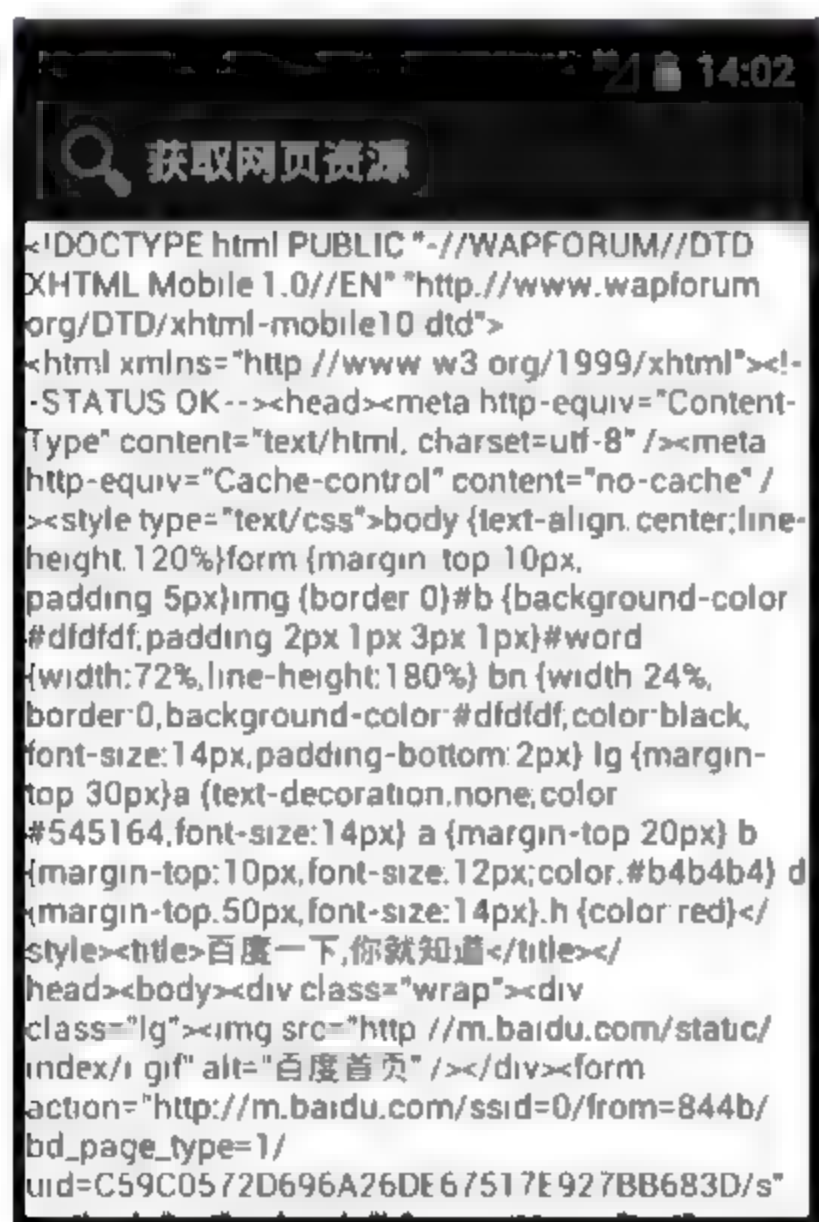 14:02
获取网页资源
<!DOCTYPE html PUBLIC "-//WAPFORUM//DTD
XHTML Mobile 1.0//EN" "http.//www.wapforum
org/DTD/xhtml-mobile10 dtd">
<html xmlns="http //www w3 org/1999/xhtml"><!-
-STATUS OK--><head><meta http-equiv="Content-
Type" content="text/html, charset=utf-8" /><meta
http-equiv="Cache-control" content="no-cache" /
><style type="text/css">body {text-align.center;line-
height.120%}form {margin top 10px,
padding 5px}img {border 0}#b {background-color
#dfdfdf,padding 2px 1px 3px 1px}#word
{width:72%,line-height:180%} bn {width 24%,
border:0,background-color:#dfdfdf,color:black,
font-size:14px,padding-bottom:2px} lg {margin-
top 30px}a {text-decoration.none,color
#545164,font-size:14px} a {margin-top 20px} b
{margin-top:10px,font-size:12px;color.#b4b4b4} d
{margin-top.50px,font-size:14px}.h {color red}</
style><title>百度一下,你就知道</title></
head><body><div class="wrap"><div
class="lg"><img src="http //m.baidu.com/static/
index/i gif" alt="百度首页" /></div><form
action="http://m.baidu.com/ssid=0/from=844b/
bd_page_type=1/
uid=C59C0572D696A26DE67517E927BB683D/s"